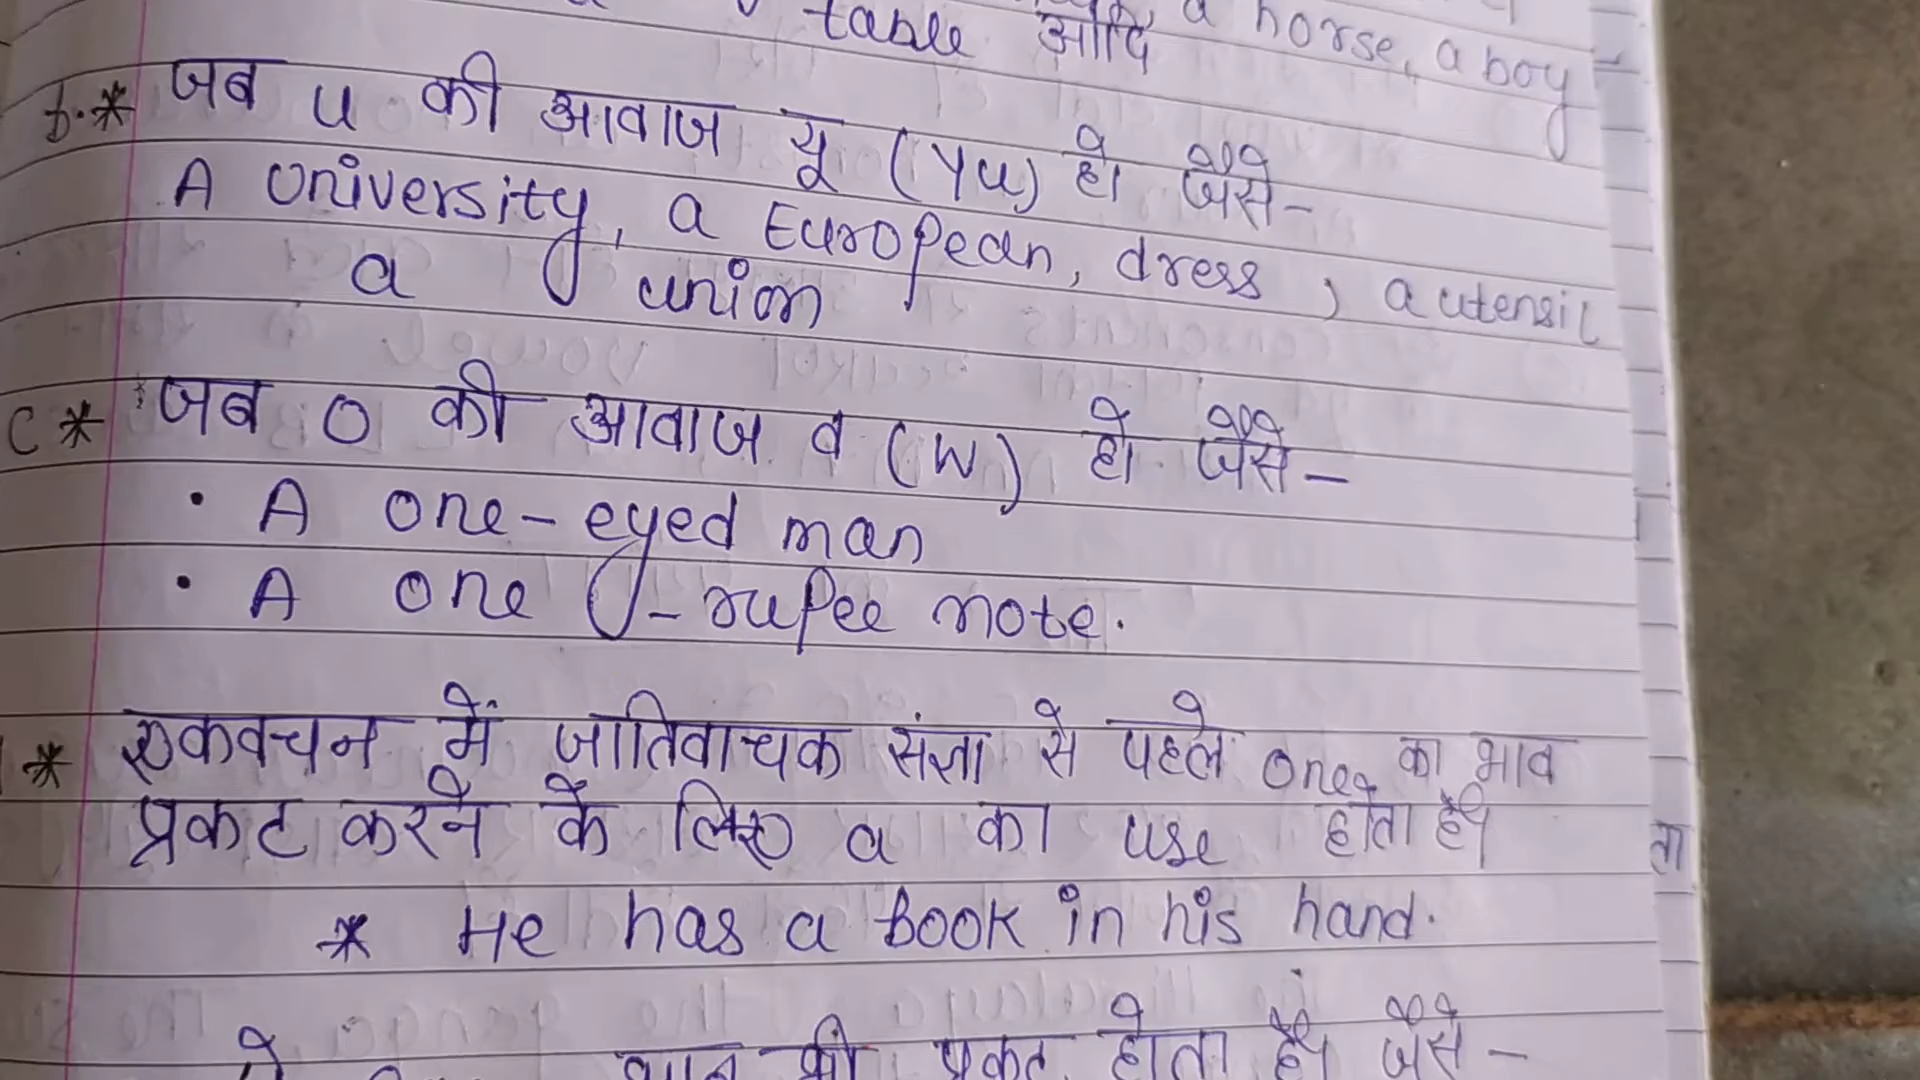 a horse, a boy
table आदि
b.* जब u की आवाज यू (Yu) हो जैसे-
A University, a European, dress, a utensil
a union
C * जब O की आवाज व (W) हो जैसे-
· A one-eyed man
· A one-rupee note.
* एकवचन में जातिवाचक संज्ञा से पहले one का भाव
प्रकट करने के लिए a का use होता है।
* He has a Book in his hand.
प्रकट होता है। जैसे-
ता